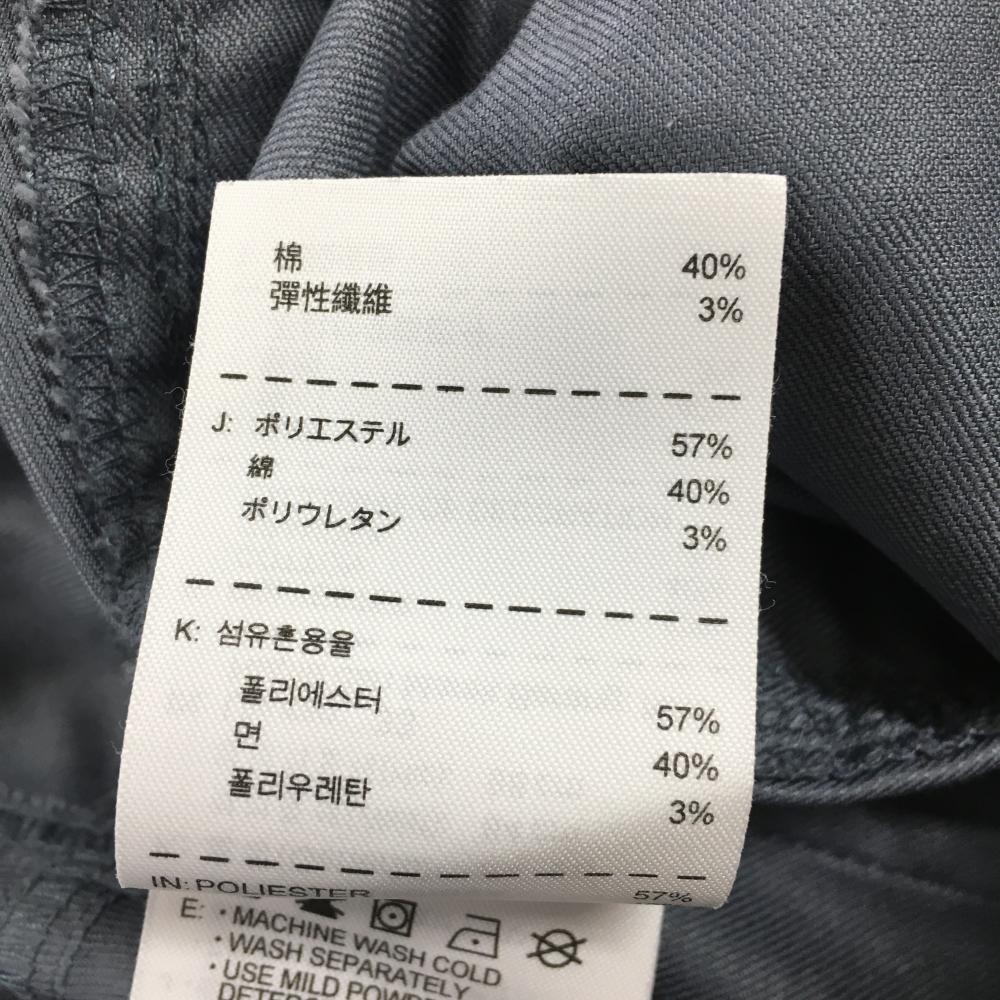 棉 40%
彈性纖維 3%
J: ポリエステル 57%
綿 40%
ポリウレタン 3%
K: 섬유혼용율
폴리에스터 57%
면 40%
폴리우레탄 3%
IN: POLIESTER 57%
E: • MACHINE WASH COLD
• WASH SEPARATELY
• USE MILD